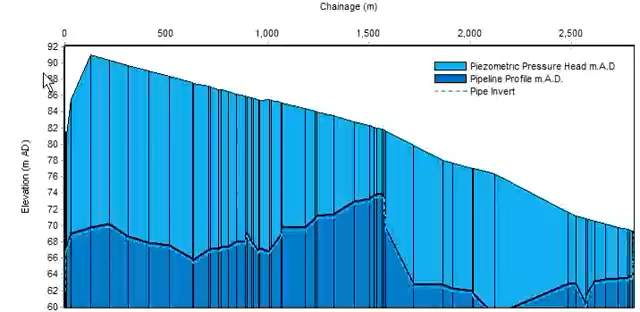 Chainage (m)
0 500 1,000 1,500 2,000 2,500
92
90
88
86
84
82
80
78
76
74
72
70
68
66
64
62
60
Elevation (m AD)
Piezometric Pressure Head m.A.D
Pipeline Profile m.A.D.
Pipe Invert